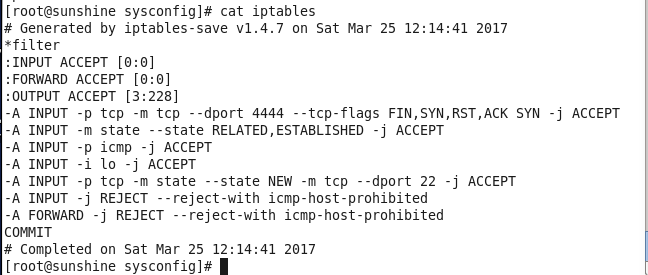 [root@sunshine sysconfig]# cat iptables
# Generated by iptables-save v1.4.7 on Sat Mar 25 12:14:41 2017
*filter
:INPUT ACCEPT [0:0]
:FORWARD ACCEPT [0:0]
:OUTPUT ACCEPT [3:228]
-A INPUT -p tcp -m tcp --dport 4444 --tcp-flags FIN,SYN,RST,ACK SYN -j ACCEPT
-A INPUT -m state --state RELATED,ESTABLISHED -j ACCEPT
-A INPUT -p icmp -j ACCEPT
-A INPUT -i lo -j ACCEPT
-A INPUT -p tcp -m state --state NEW -m tcp --dport 22 -j ACCEPT
-A INPUT -j REJECT --reject-with icmp-host-prohibited
-A FORWARD -j REJECT --reject-with icmp-host-prohibited
COMMIT
# Completed on Sat Mar 25 12:14:41 2017
[root@sunshine sysconfig]#